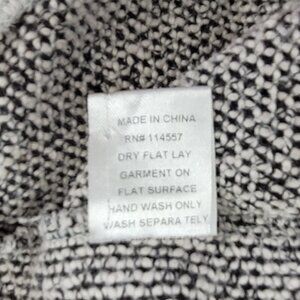 MADE IN CHINA
RN# 114557
DRY FLAT LAY
GARMENT ON
FLAT SURFACE
HAND WASH ONLY
WASH SEPARA TELY